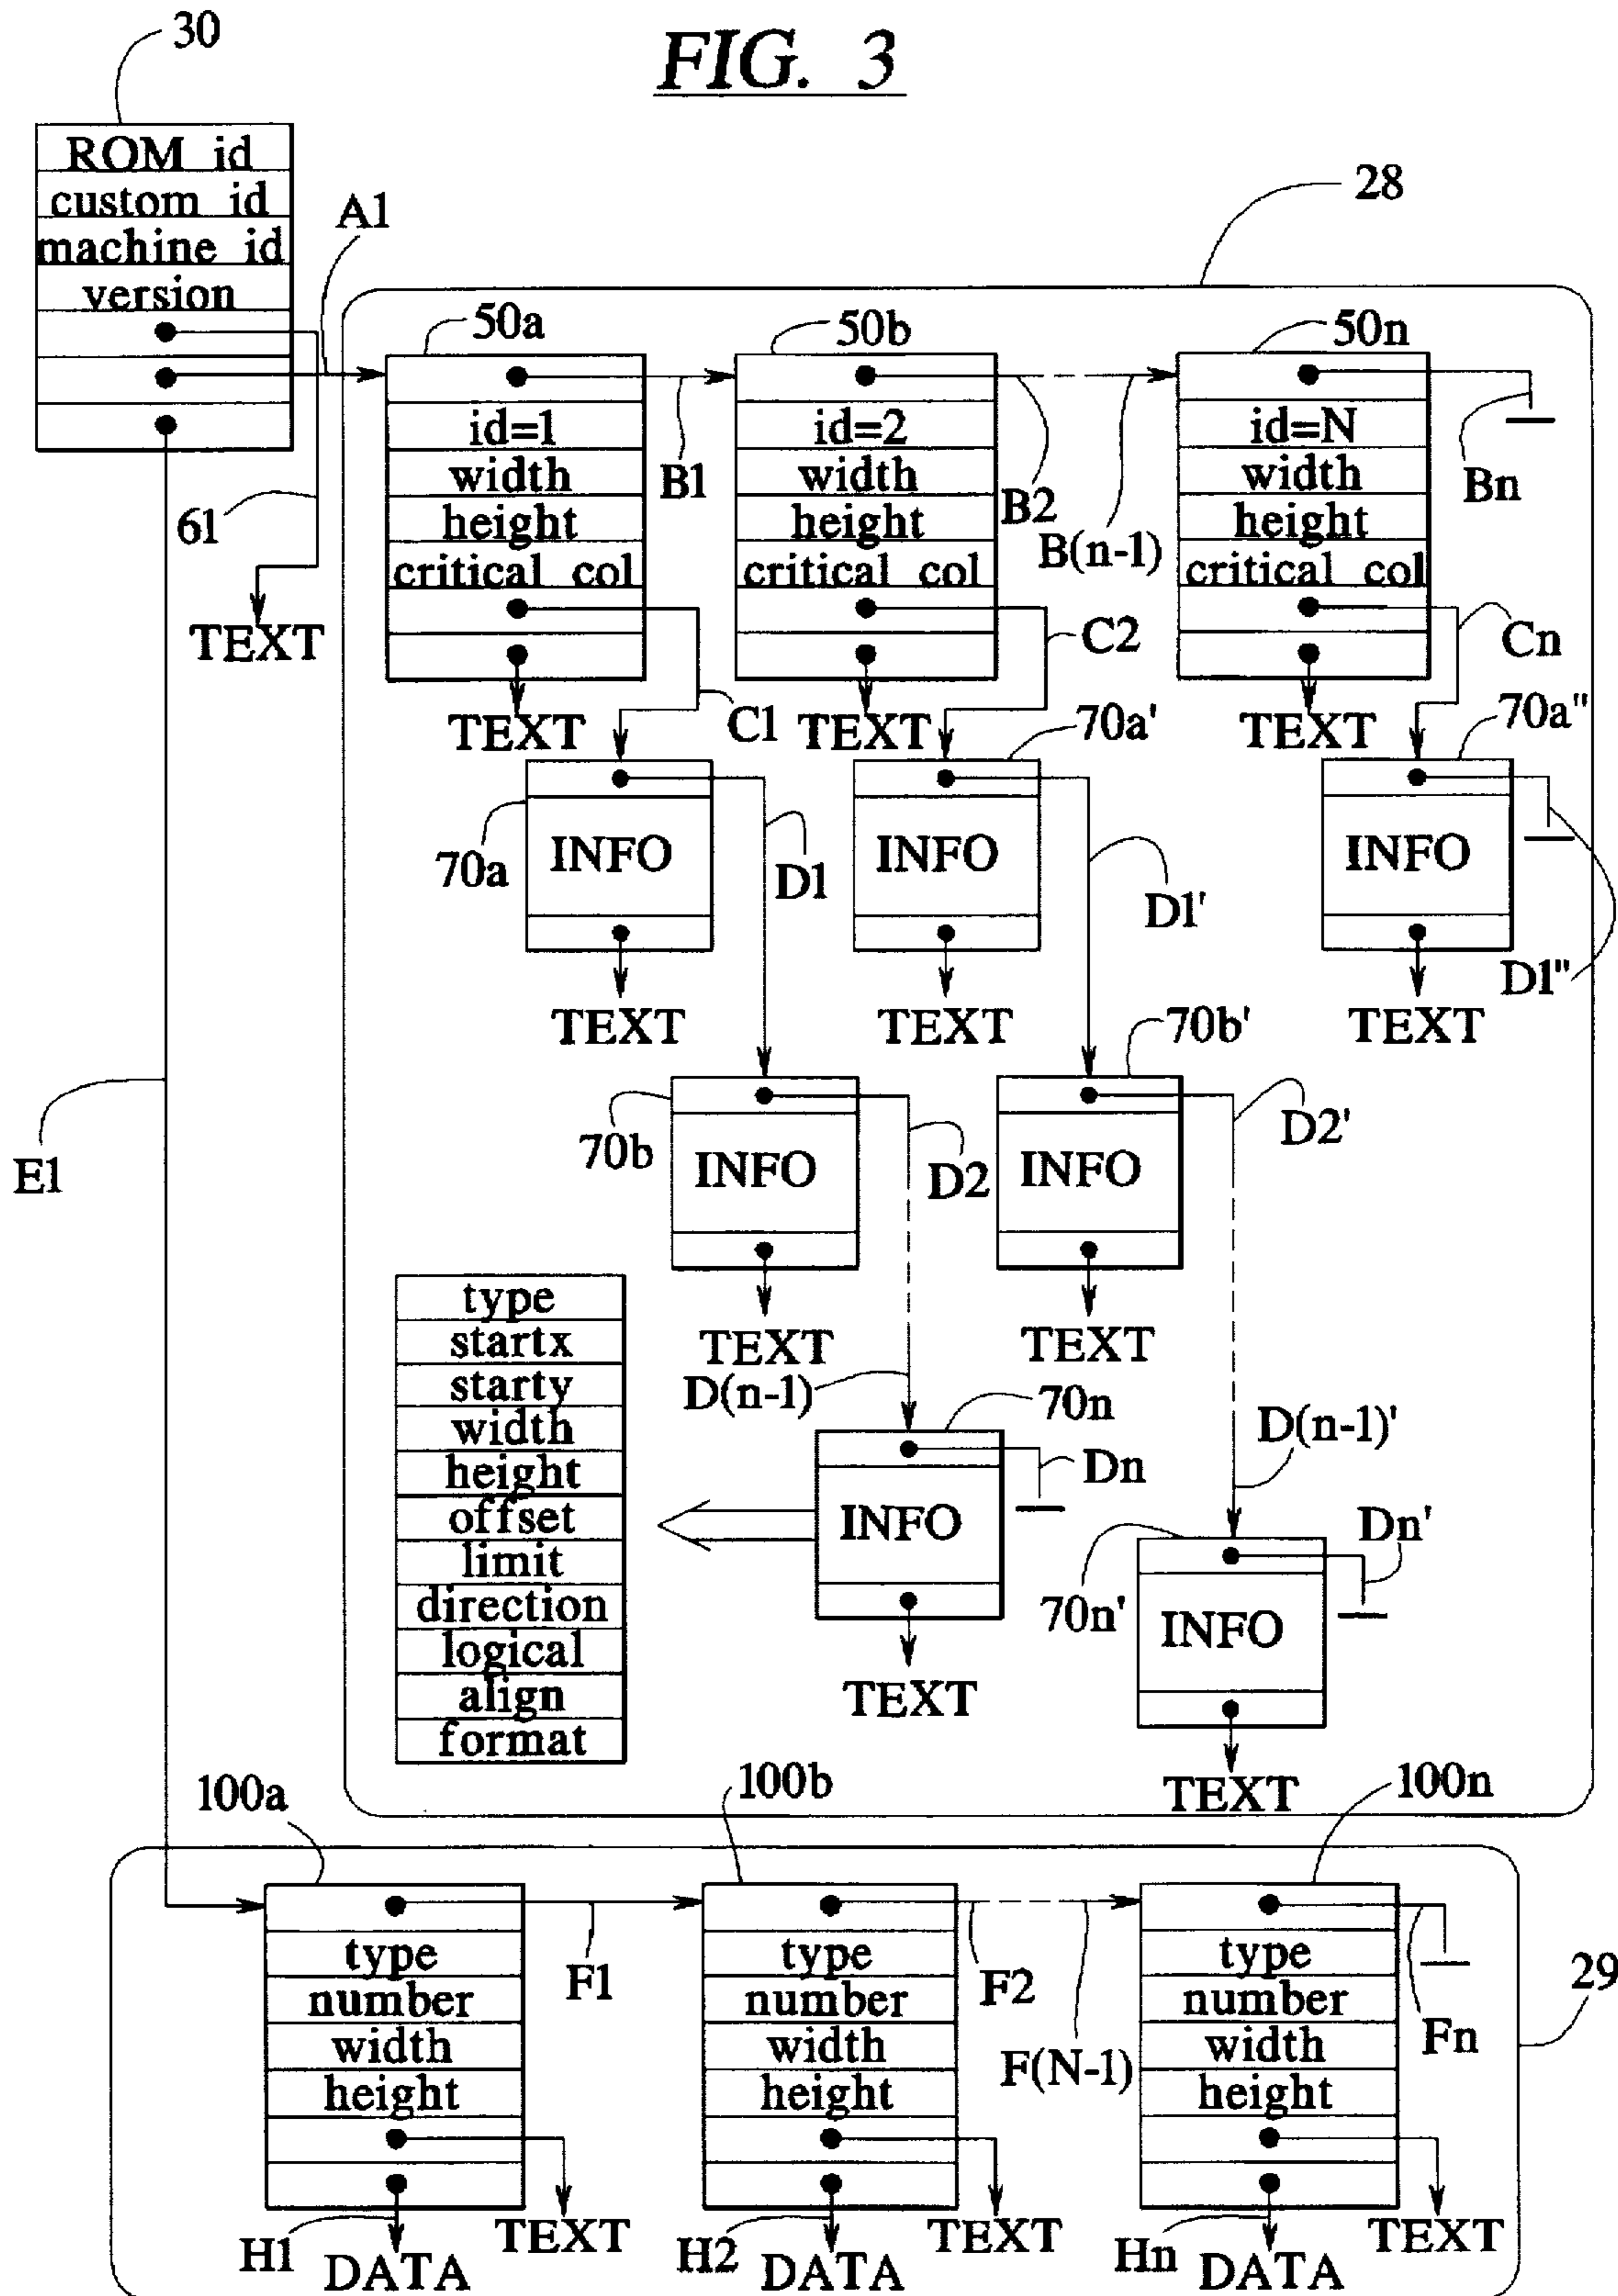 FIG. 3
30
ROM id
custom id
machine id
version
A1
28
61
TEXT
50a
id=1
width
height
critical col
B1
TEXT
C1
50b
id=2
width
height
critical col
B2
B(n-1)
TEXT
C2
50n
id=N
width
height
critical col
Bn
TEXT
Cn
70a
INFO
D1
TEXT
70a'
INFO
D1'
TEXT
70a"
INFO
D1"
TEXT
E1
70b
INFO
D2
TEXT
70b'
INFO
D2'
TEXT
type
startx
starty
width
height
offset
limit
direction
logical
align
format
D(n-1)
70n
INFO
Dn
TEXT
D(n-1)'
70n'
INFO
Dn'
TEXT
100a
type
number
width
height
F1
H1
DATA
TEXT
100b
type
number
width
height
F2
F(N-1)
H2
DATA
TEXT
100n
type
number
width
height
Fn
29
Hn
DATA
TEXT